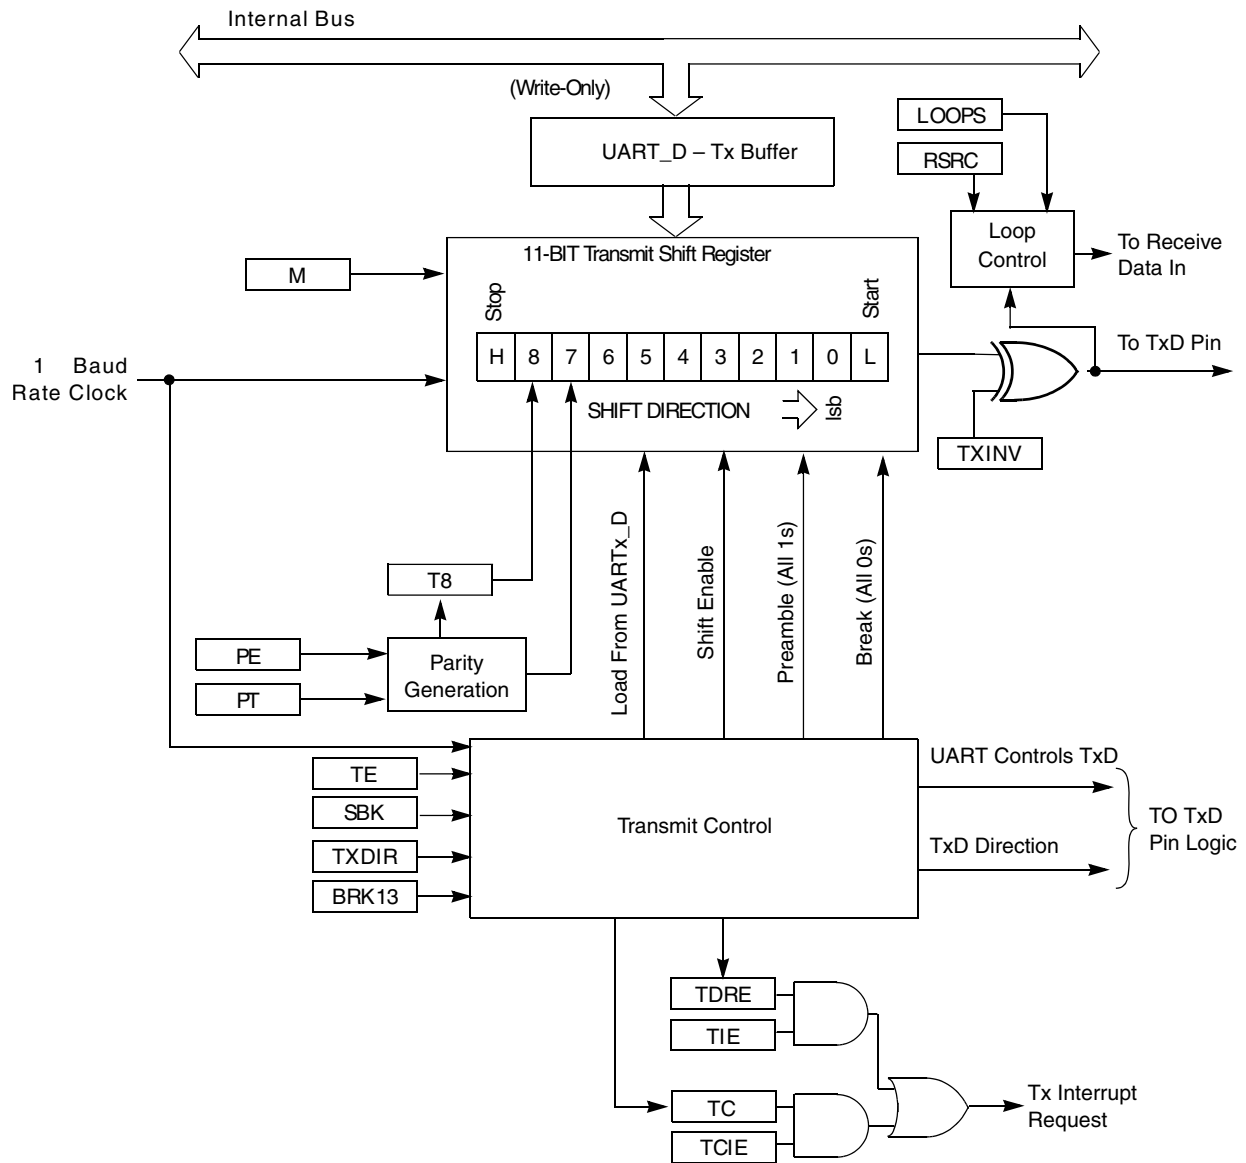 Internal Bus
(Write-Only)
LOOPS
UART_D – Tx Buffer
RSRC
11-BIT Transmit Shift Register
Loop
Control
To Receive
Data In
M
Stop
Start
H 8 7 6 5 4 3 2 1 0 L
To TxD Pin
1 Baud
Rate Clock
SHIFT DIRECTION
lsb
TXINV
Load From UARTx_D
Shift Enable
Preamble (All 1s)
Break (All 0s)
T8
PE
PT
Parity
Generation
UART Controls TxD
TE
SBK
TXDIR
BRK13
Transmit Control
TO TxD
Pin Logic
TxD Direction
TDRE
TIE
TC
TCIE
Tx Interrupt
Request